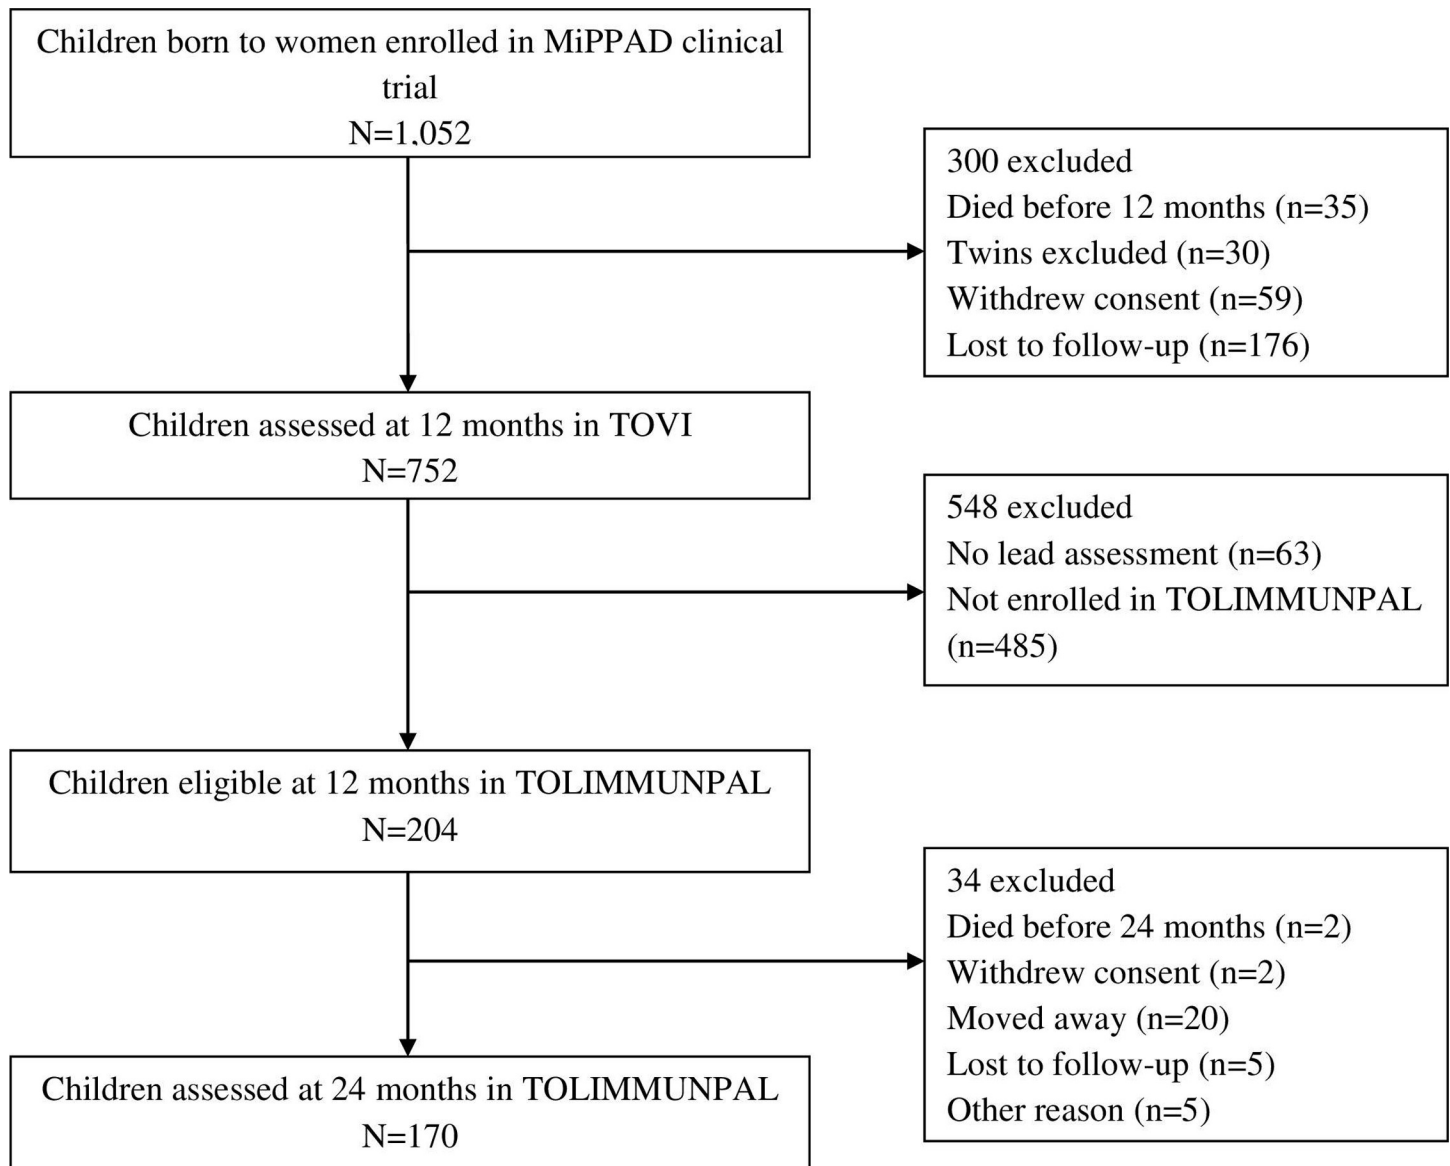 Children born to women enrolled in MiPPAD clinical
trial
N=1,052
300 excluded
Died before 12 months (n=35)
Twins excluded (n=30)
Withdrew consent (n=59)
Lost to follow-up (n=176)
Children assessed at 12 months in TOVI
N=752
548 excluded
No lead assessment (n=63)
Not enrolled in TOLIMMUNPAL
(n=485)
Children eligible at 12 months in TOLIMMUNPAL
N=204
34 excluded
Died before 24 months (n=2)
Withdrew consent (n=2)
Moved away (n=20)
Lost to follow-up (n=5)
Other reason (n=5)
Children assessed at 24 months in TOLIMMUNPAL
N=170